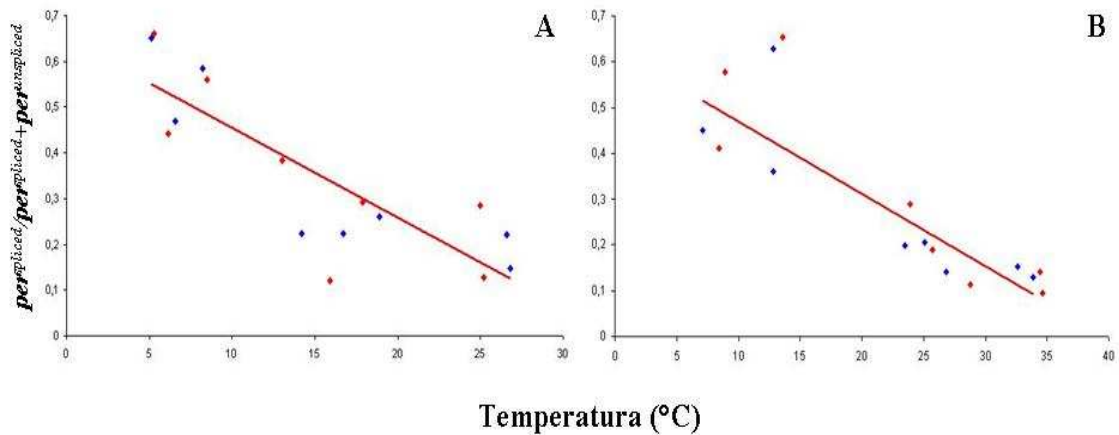 A
B
per^spliced/per^spliced+per^unspliced
0,7
0,6
0,5
0,4
0,3
0,2
0,1
0
0 5 10 15 20 25 30
0,7
0,6
0,5
0,4
0,3
0,2
0,1
0
0 5 10 15 20 25 30 35 40
Temperatura (°C)